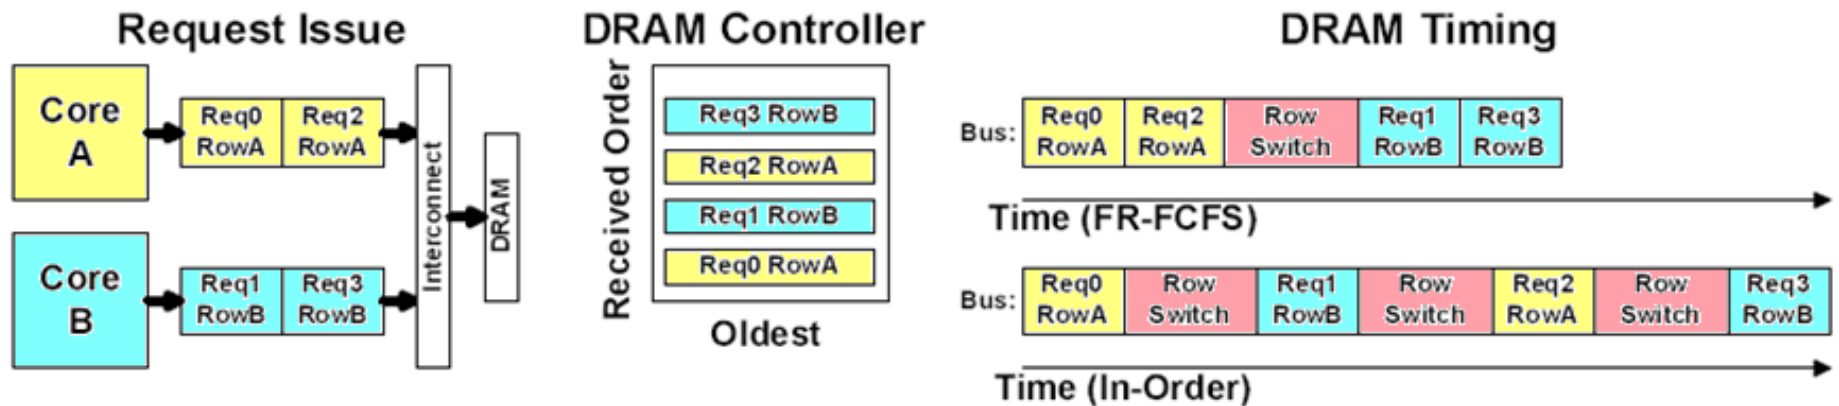 Request Issue
Core
A
Req0
RowA
Req2
RowA
Core
B
Req1
RowB
Req3
RowB
Interconnect
DRAM
DRAM Controller
Received Order
Req3 RowB
Req2 RowA
Req1 RowB
Req0 RowA
Oldest
DRAM Timing
Bus:
Req0
RowA
Req2
RowA
Row
Switch
Req1
RowB
Req3
RowB
Time (FR-FCFS)
Bus:
Req0
RowA
Row
Switch
Req1
RowB
Row
Switch
Req2
RowA
Row
Switch
Req3
RowB
Time (In-Order)